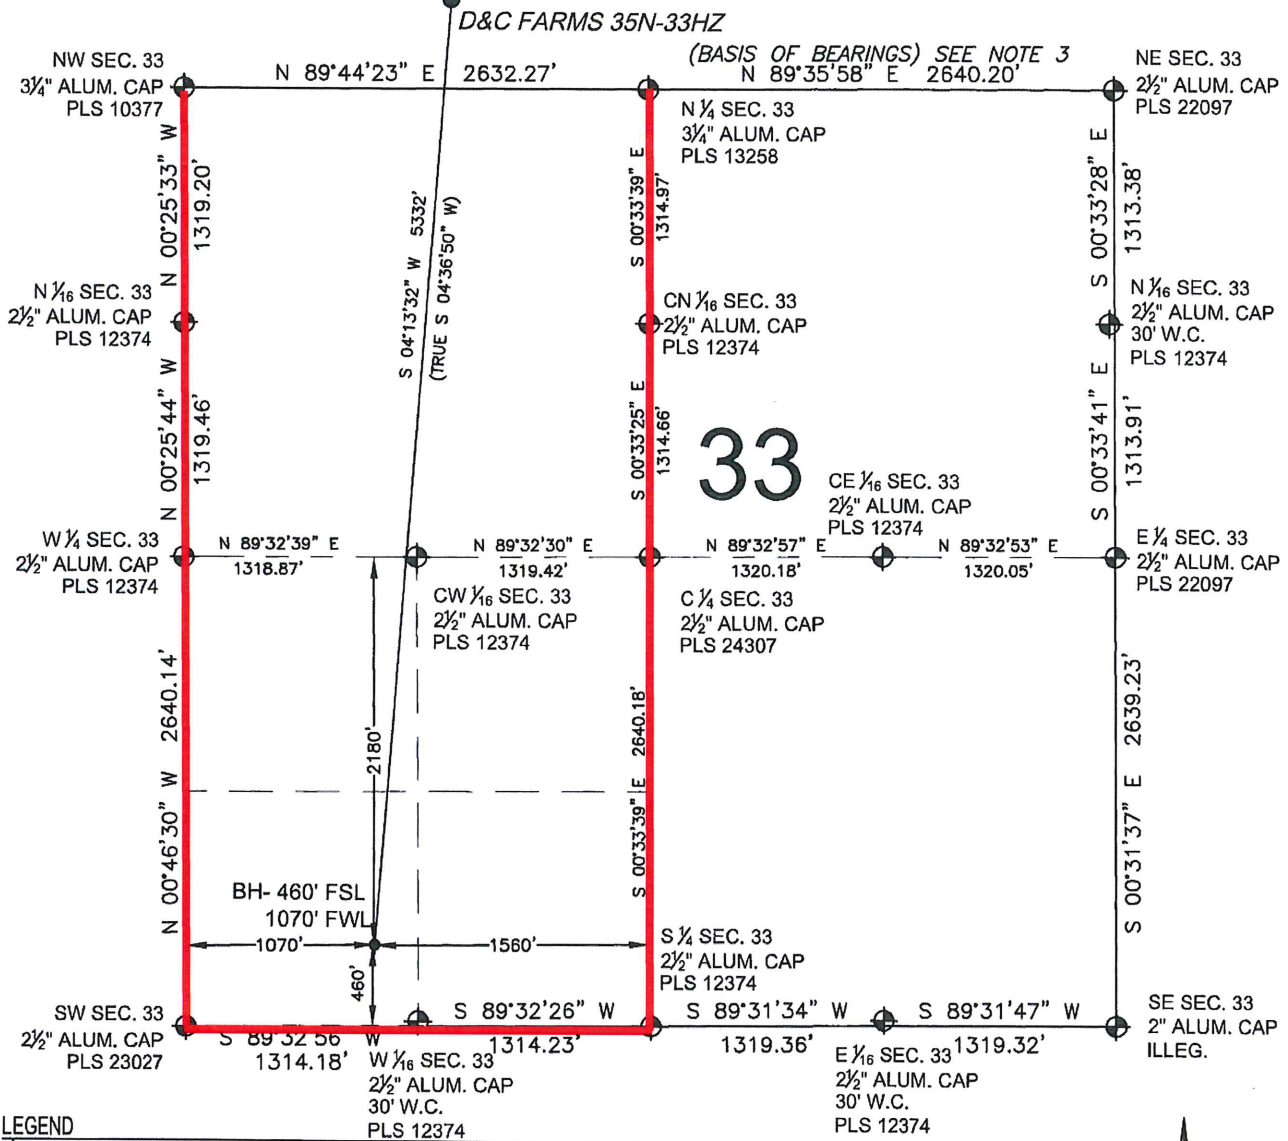 D&C FARMS 35N-33HZ
(BASIS OF BEARINGS) SEE NOTE 3
NW SEC. 33
3¼" ALUM. CAP
PLS 10377
N 89°44'23" E 2632.27'
N 89°35'58" E 2640.20'
NE SEC. 33
2½" ALUM. CAP
PLS 22097
N ¼ SEC. 33
3¼" ALUM. CAP
PLS 13258
N 00°25'33" W
1319.20'
S 04°13'32" W 5332'
(TRUE S 04°36'50" W)
S 00°33'39" E
1314.97'
S 00°33'28" E
1313.38'
N 1⁄16 SEC. 33
2½" ALUM. CAP
PLS 12374
CN 1⁄16 SEC. 33
2½" ALUM. CAP
PLS 12374
N 1⁄16 SEC. 33
2½" ALUM. CAP
30' W.C.
PLS 12374
N 00°25'44" W
1319.46'
S 00°33'25" E
1314.66'
33
S 00°33'41" E
1313.91'
CE 1⁄16 SEC. 33
2½" ALUM. CAP
PLS 12374
W ¼ SEC. 33
2½" ALUM. CAP
PLS 12374
N 89°32'39" E
1318.87'
N 89°32'30" E
1319.42'
N 89°32'57" E
1320.18'
N 89°32'53" E
1320.05'
E ¼ SEC. 33
2½" ALUM. CAP
PLS 22097
CW 1⁄16 SEC. 33
2½" ALUM. CAP
PLS 12374
C ¼ SEC. 33
2½" ALUM. CAP
PLS 24307
N 00°46'30" W 2640.14'
2180'
S 00°33'39" E 2640.18'
S 00°31'37" E 2639.23'
BH- 460' FSL
1070' FWL
1070'
1560'
460'
S ¼ SEC. 33
2½" ALUM. CAP
PLS 12374
SW SEC. 33
2½" ALUM. CAP
PLS 23027
S 89°32'56 W
1314.18'
S 89°32'26" W
1314.23'
S 89°31'34" W
1319.36'
S 89°31'47" W
1319.32'
SE SEC. 33
2" ALUM. CAP
ILLEG.
W 1⁄16 SEC. 33
2½" ALUM. CAP
30' W.C.
PLS 12374
E 1⁄16 SEC. 33
2½" ALUM. CAP
30' W.C.
PLS 12374
LEGEND